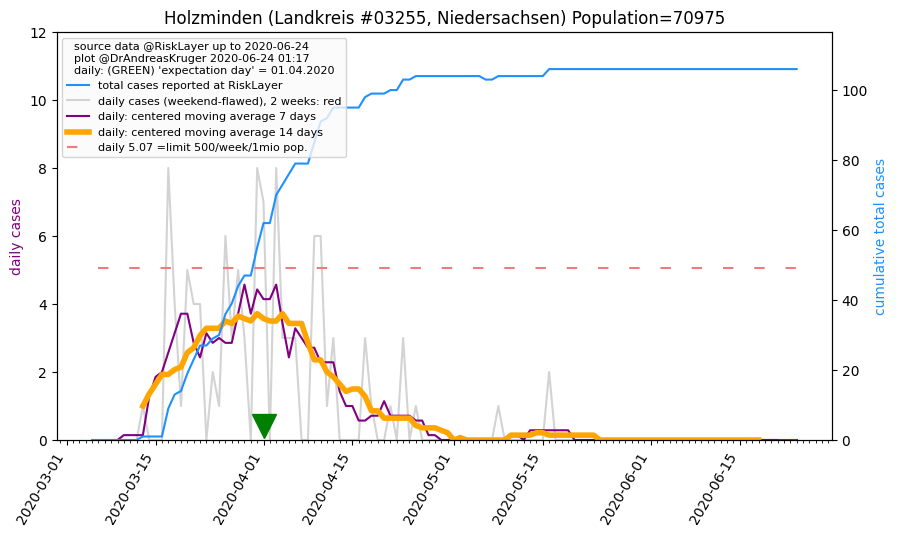 Holzminden (Landkreis #03255, Niedersachsen) Population=70975
source data @RiskLayer up to 2020-06-24
plot @DrAndreasKruger 2020-06-24 01:17
daily: (GREEN) 'expectation day' = 01.04.2020
total cases reported at RiskLayer
daily cases (weekend-flawed), 2 weeks: red
daily: centered moving average 7 days
daily: centered moving average 14 days
daily 5.07 =limit 500/week/1mio pop.
daily cases
12
10
8
6
4
2
0
100
80
60
40
20
0
cumulative total cases
2020-03-01
2020-03-15
2020-04-01
2020-04-15
2020-05-01
2020-05-15
2020-06-01
2020-06-15